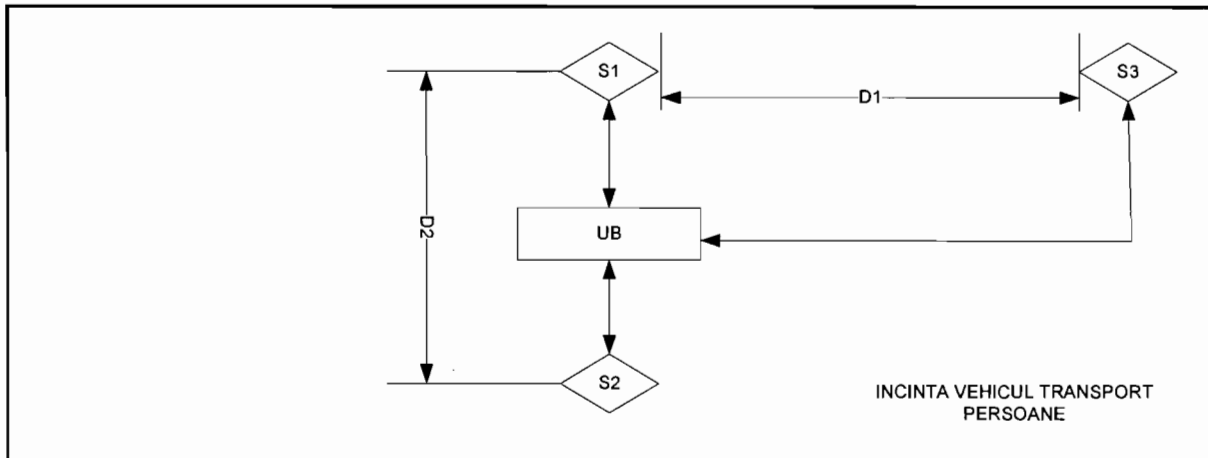 S1
S3
D1
D2
UB
S2
INCINTA VEHICUL TRANSPORT
PERSOANE